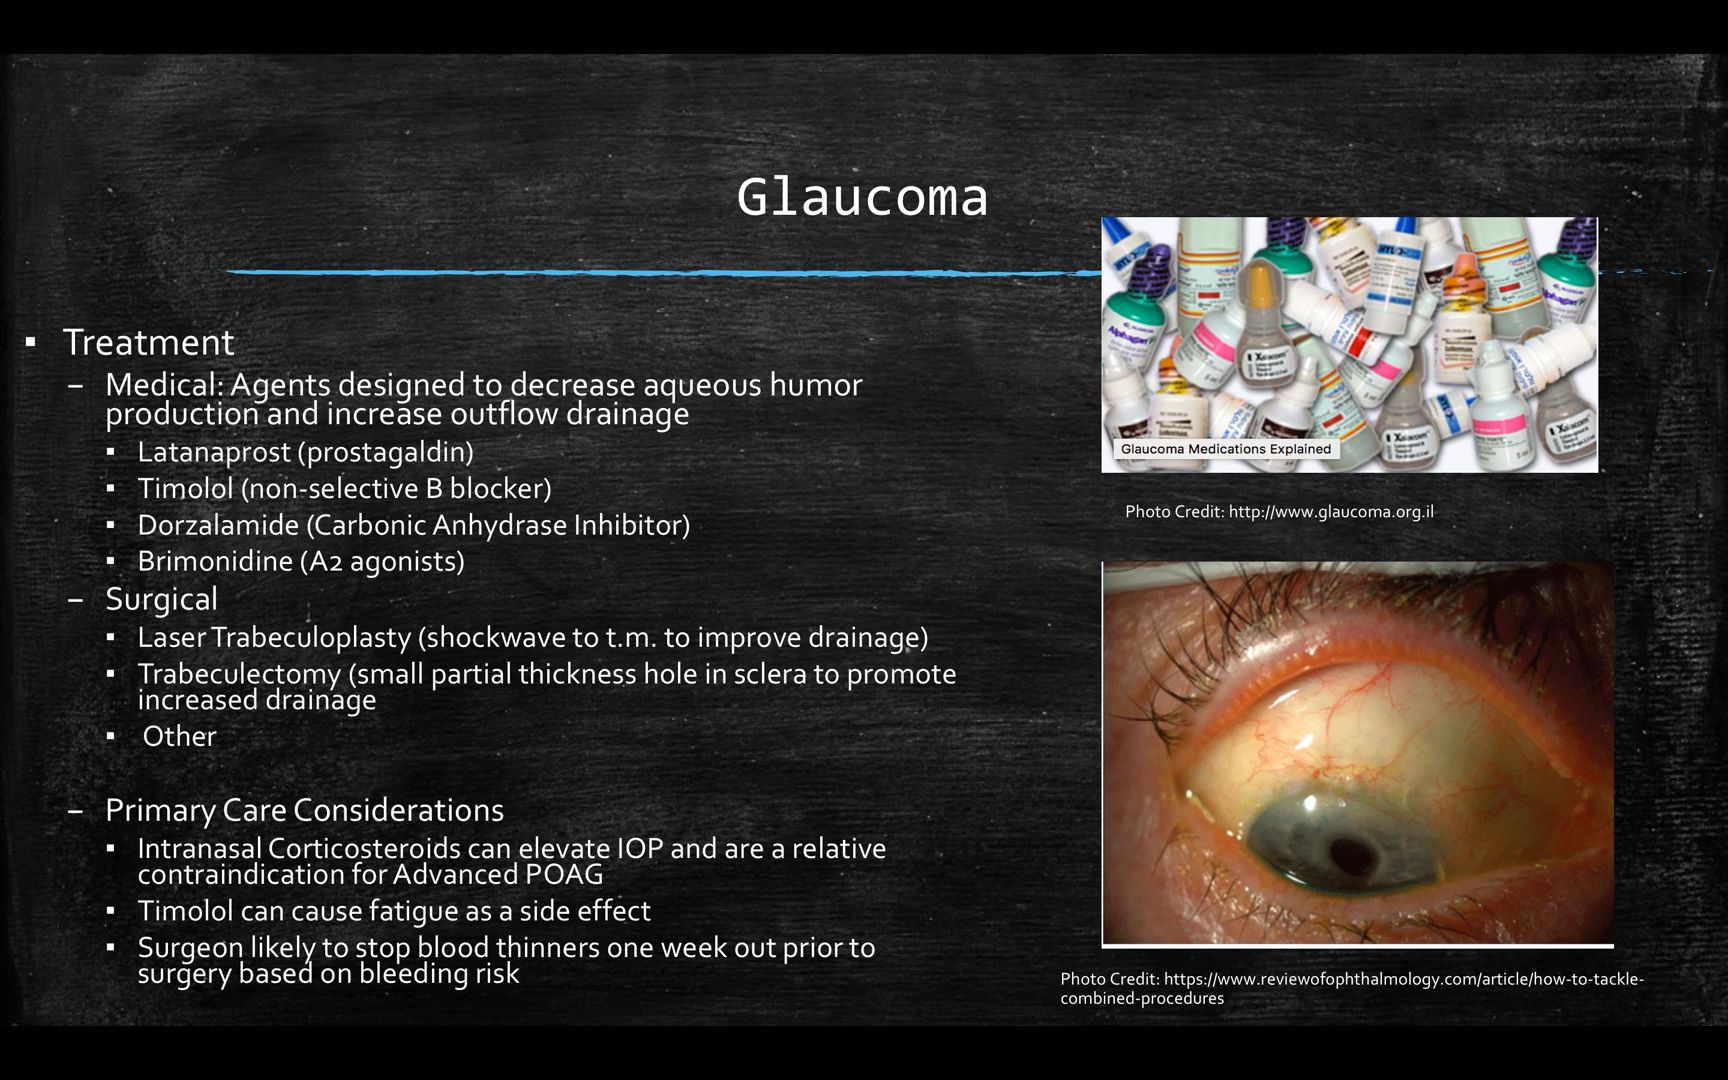 Glaucoma
▪ Treatment
– Medical: Agents designed to decrease aqueous humor
production and increase outflow drainage
▪ Latanaprost (prostagaldin)
▪ Timolol (non-selective B blocker)
▪ Dorzalamide (Carbonic Anhydrase Inhibitor)
▪ Brimonidine (A2 agonists)
– Surgical
▪ Laser Trabeculoplasty (shockwave to t.m. to improve drainage)
▪ Trabeculectomy (small partial thickness hole in sclera to promote
increased drainage
▪ Other
– Primary Care Considerations
▪ Intranasal Corticosteroids can elevate IOP and are a relative
contraindication for Advanced POAG
▪ Timolol can cause fatigue as a side effect
▪ Surgeon likely to stop blood thinners one week out prior to
surgery based on bleeding risk
Alphagan
Xalacom
Xalacom
Xalacom
Alphagan
Glaucoma Medications Explained
Photo Credit: http://www.glaucoma.org.il
Photo Credit: https://www.reviewofophthalmology.com/article/how-to-tackle-
combined-procedures